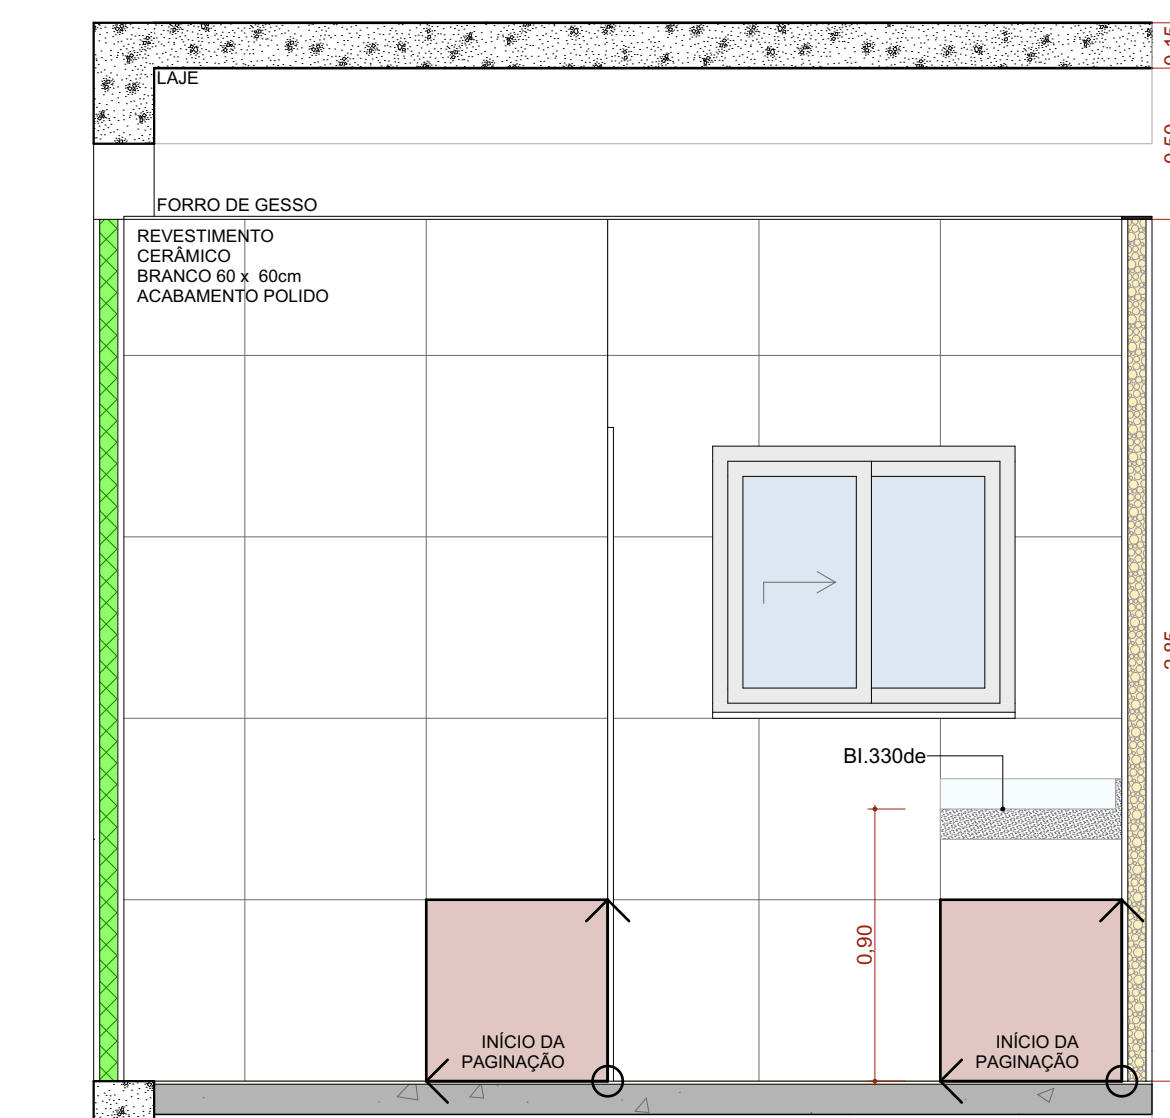 LAJE
FORRO DE GESSO
REVESTIMENTO
CERÂMICO
BRANCO 60 x 60cm
ACABAMENTO POLIDO
BI.330de
0,90
INÍCIO DA
PAGINAÇÃO
INÍCIO DA
PAGINAÇÃO